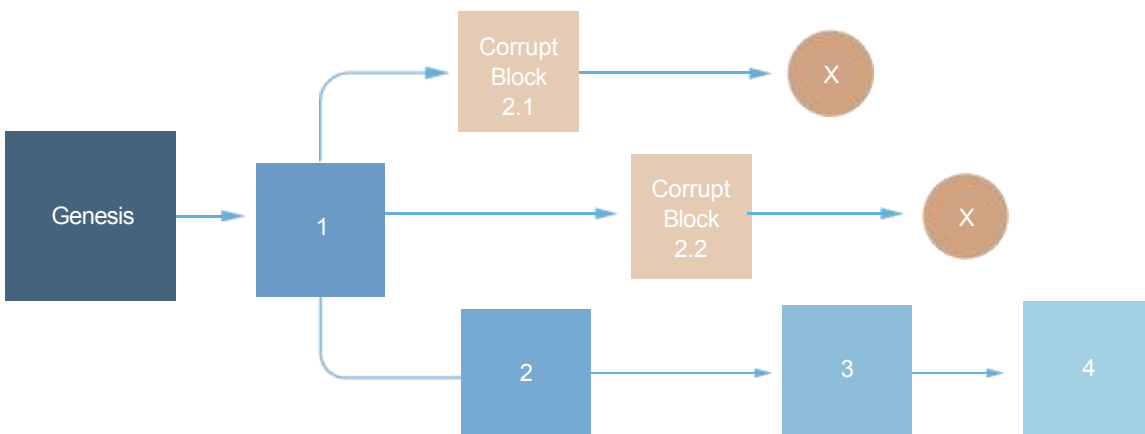 Corrupt
Block
2.1
X
Genesis
1
Corrupt
Block
2.2
X
2
3
4